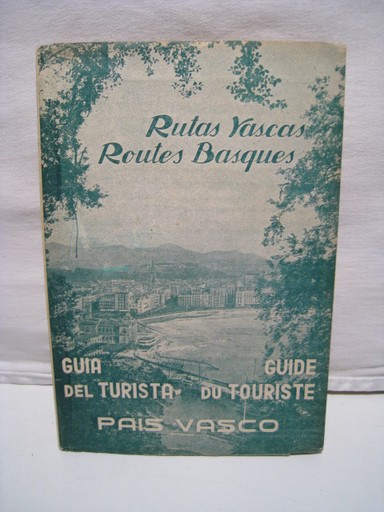 Rutas Vascas
Routes Basques
GUIA GUIDE
DEL TURISTA DU TOURISTE
PAIS VASCO